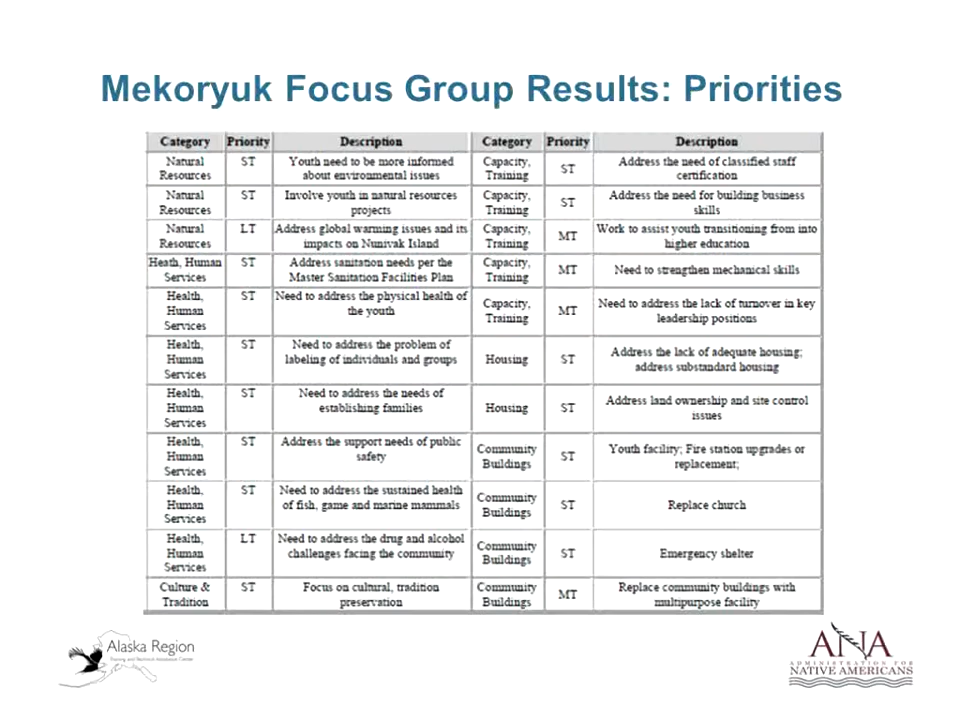 Mekoryuk Focus Group Results: Priorities
Category Priority Description Category Priority Description
Natural Resources ST Youth need to be more informed about environmental issues Capacity, Training ST Address the need of classified staff certification
Natural Resources ST Involve youth in natural resources projects Capacity, Training ST Address the need for building business skills
Natural Resources LT Address global warming issues and its impacts on Nunivak Island Capacity, Training MT Work to assist youth transitioning from into higher education
Heath, Human Services ST Address sanitation needs per the Master Sanitation Facilities Plan Capacity, Training MT Need to strengthen mechanical skills
Health, Human Services ST Need to address the physical health of the youth Capacity, Training MT Need to address the lack of turnover in key leadership positions
Health, Human Services ST Need to address the problem of labeling of individuals and groups Housing ST Address the lack of adequate housing; address substandard housing
Health, Human Services ST Need to address the needs of establishing families Housing ST Address land ownership and site control issues
Health, Human Services ST Address the support needs of public safety Community Buildings ST Youth facility; Fire station upgrades or replacement;
Health, Human Services ST Need to address the sustained health of fish, game and marine mammals Community Buildings ST Replace church
Health, Human Services LT Need to address the drug and alcohol challenges facing the community Community Buildings ST Emergency shelter
Culture & Tradition ST Focus on cultural, tradition preservation Community Buildings MT Replace community buildings with multipurpose facility
Alaska Region
Training and Technical Assistance Center
ANA
ADMINISTRATION FOR
NATIVE AMERICANS